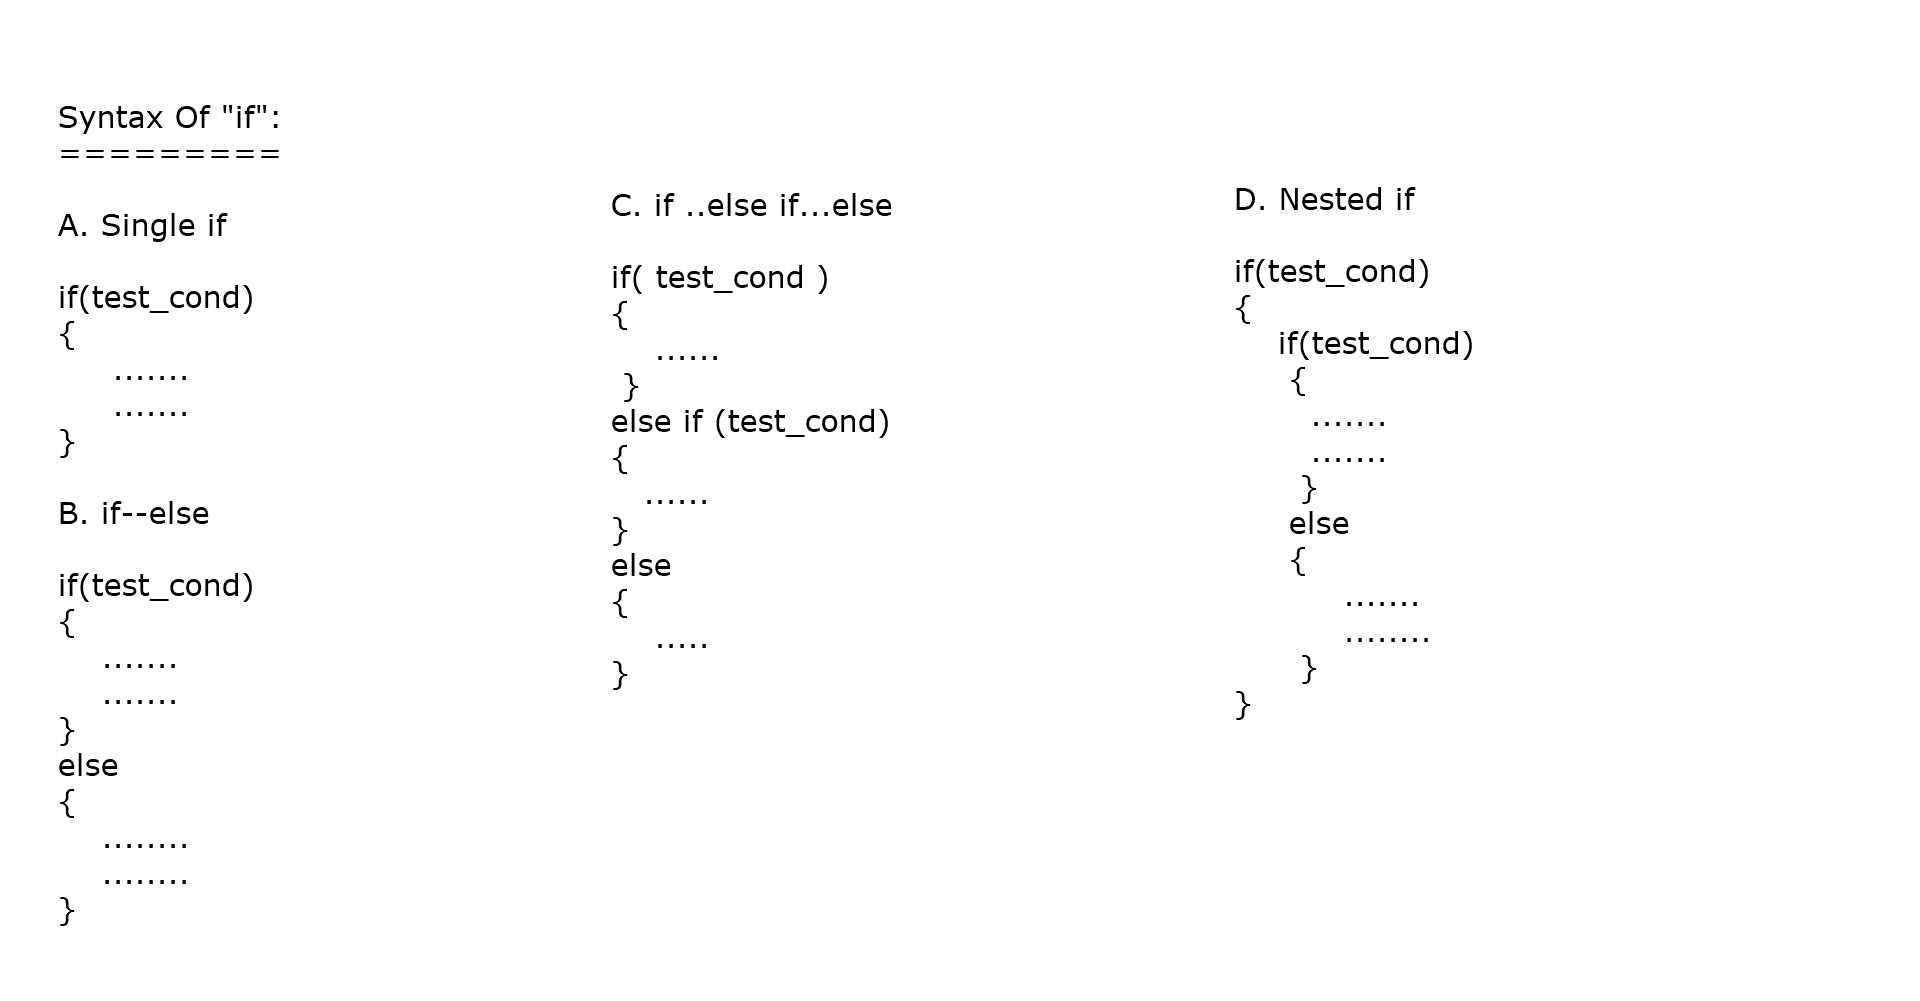 Syntax Of "if":
=========
A. Single if
if(test_cond)
{
.......
.......
}
B. if--else
if(test_cond)
{
.......
.......
}
else
{
........
........
}
C. if ..else if...else
if( test_cond )
{
......
}
else if (test_cond)
{
......
}
else
{
.....
}
D. Nested if
if(test_cond)
{
if(test_cond)
{
.......
.......
}
else
{
.......
........
}
}